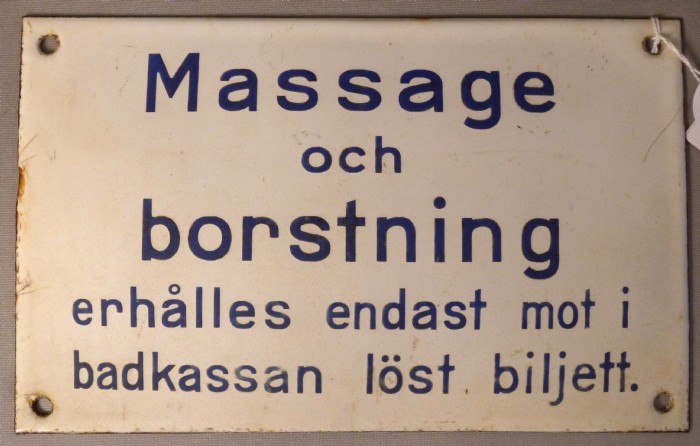 Massage
och
borstning
erhålles endast mot i
badkassan löst biljett.